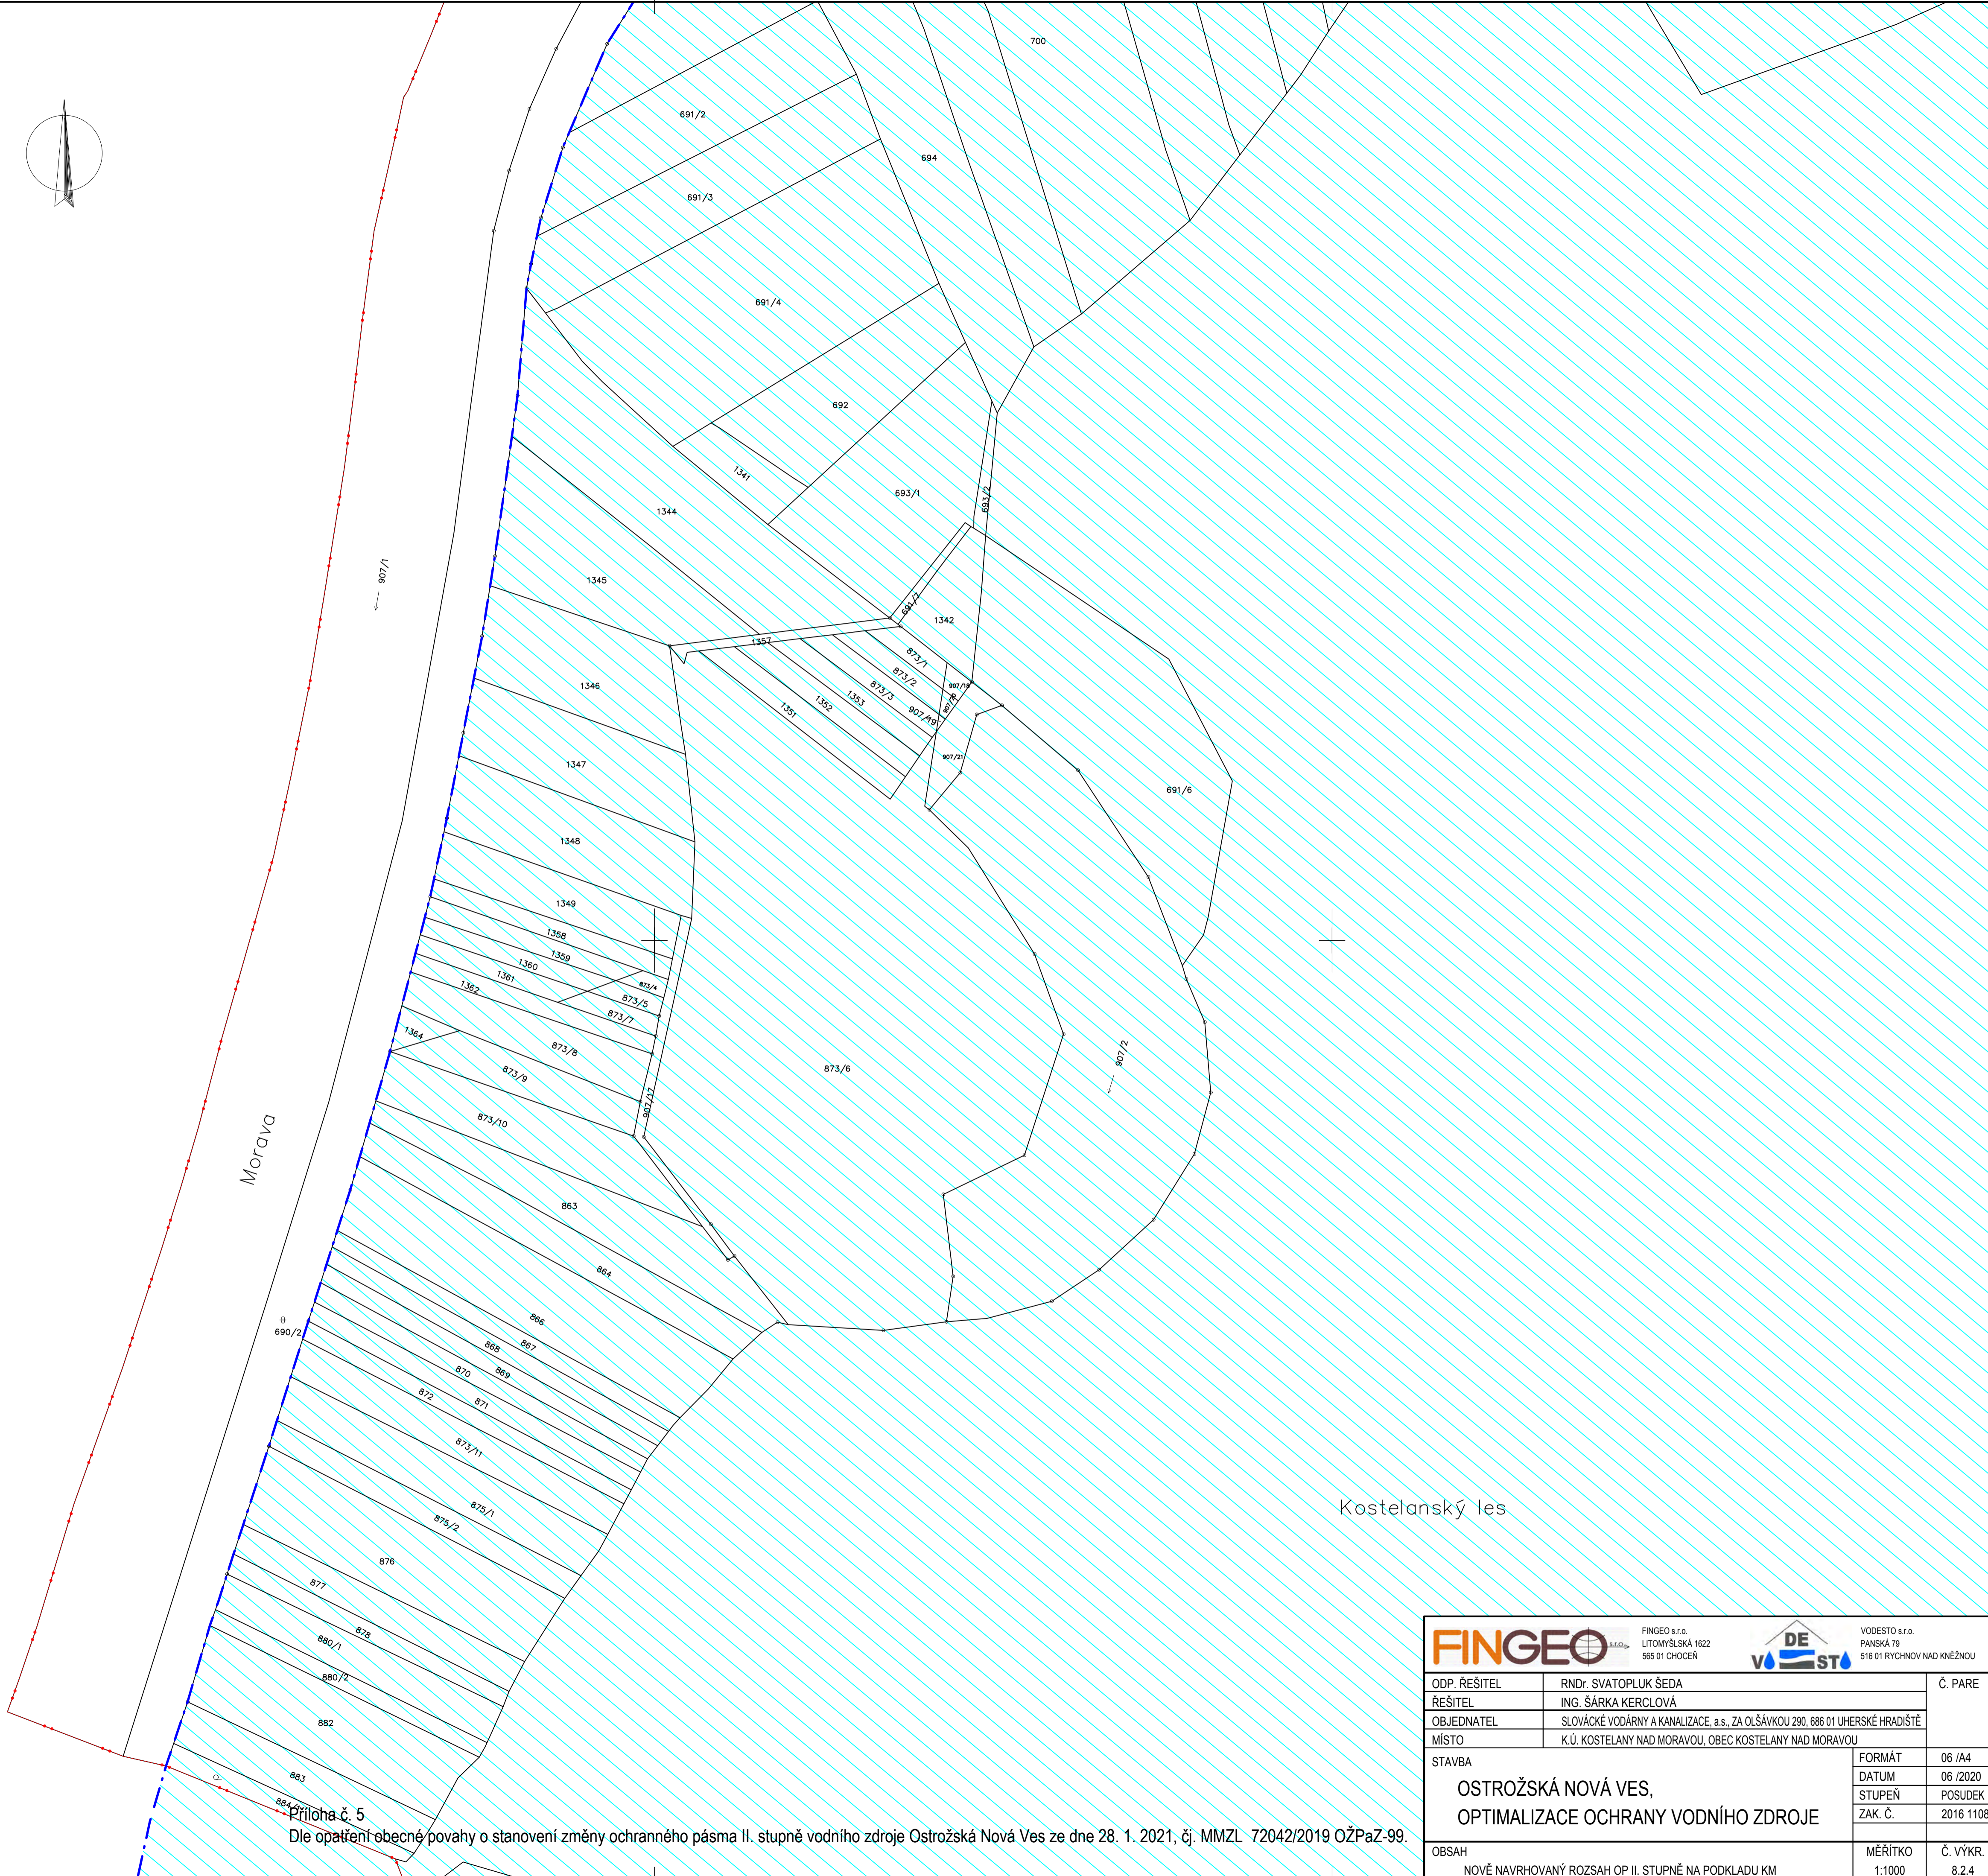 700
691/2
694
691/3
691/4
692
1341
693/1
693/2
1344
907/1
1345
691/7
1342
1357
873/1
873/2
1346
873/3
907/18
1353
1352
1351
907/19
907/21
1347
691/6
1348
1349
1358
1359
1360
1361
1362
873/4
873/5
873/7
1364
873/8
907/2
873/6
873/9
907/17
873/10
Morava
863
864
690/2
866
867
868
869
870
871
872
873/11
Kostelanský les
875/1
875/2
876
877
878
880/1
880/2
882
883
Příloha č. 5
Dle opatření obecné povahy o stanovení změny ochranného pásma II. stupně vodního zdroje Ostrožská Nová Ves ze dne 28. 1. 2021, čj. MMZL 72042/2019 OŽPaZ-99.
FINGEO s.r.o.
FINGEO s.r.o.
LITOMYŠLSKÁ 1622
565 01 CHOCEŇ
VODESTO
VODESTO s.r.o.
PANSKÁ 79
516 01 RYCHNOV NAD KNĚŽNOU
ODP. ŘEŠITEL RNDr. SVATOPLUK ŠEDA Č. PARE
ŘEŠITEL ING. ŠÁRKA KERCLOVÁ
OBJEDNATEL SLOVÁCKÉ VODÁRNY A KANALIZACE, a.s., ZA OLŠÁVKOU 290, 686 01 UHERSKÉ HRADIŠTĚ
MÍSTO K.Ú. KOSTELANY NAD MORAVOU, OBEC KOSTELANY NAD MORAVOU
STAVBA
OSTROŽSKÁ NOVÁ VES,
OPTIMALIZACE OCHRANY VODNÍHO ZDROJE
FORMÁT 06 /A4
DATUM 06 /2020
STUPEŇ POSUDEK
ZAK. Č. 2016 1108
OBSAH
NOVĚ NAVRHOVANÝ ROZSAH OP II. STUPNĚ NA PODKLADU KM
MĚŘÍTKO Č. VÝKR.
1:1000 8.2.4